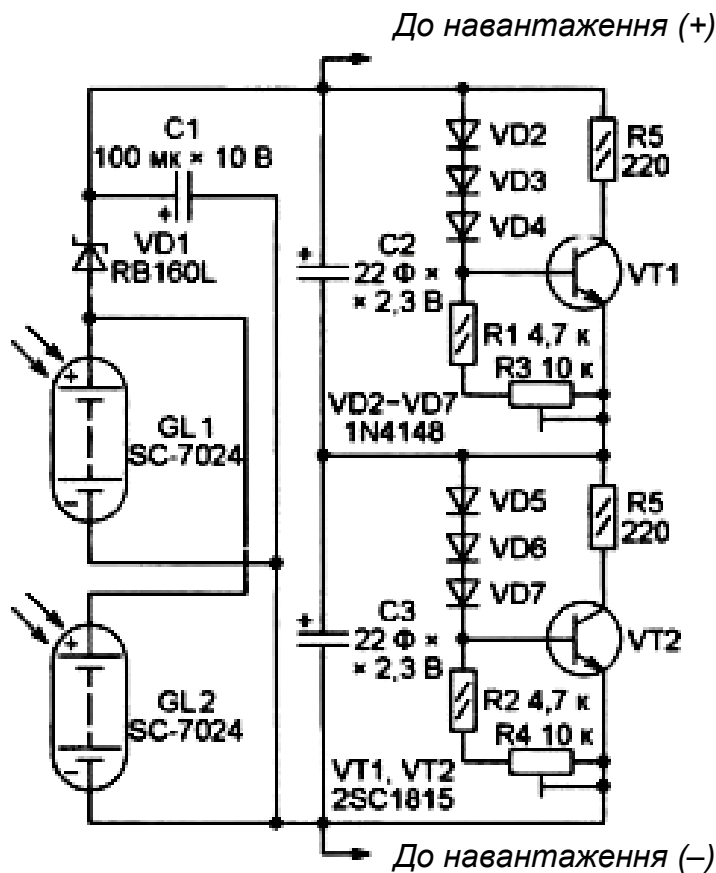 До навантаження (+)
C1
100 мк × 10 В
VD1
RB160L
+
VD2
VD3
VD4
R5
220
+
C2
22 Ф ×
× 2,3 В
VT1
R1 4,7 к
R3 10 к
+
GL1
SC-7024
−
VD2−VD7
1N4148
VD5
VD6
VD7
R5
220
+
C3
22 Ф ×
× 2,3 В
VT2
+
GL2
SC-7024
−
R2 4,7 к
R4 10 к
VT1, VT2
2SC1815
До навантаження (–)